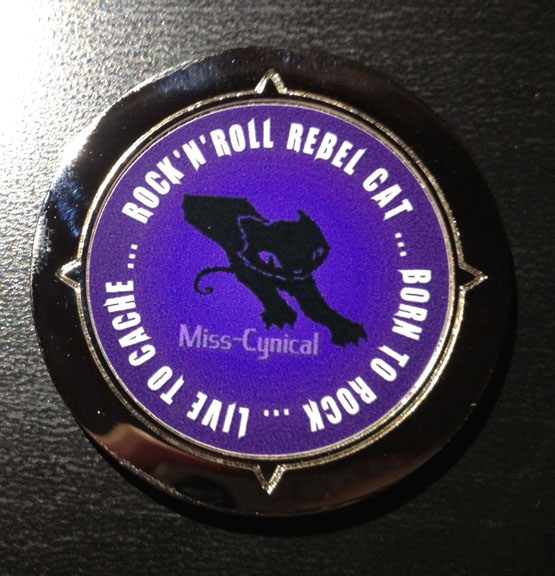 ROCK'N'ROLL REBEL CAT ... BORN TO ROCK ... LIVE TO CACHE ...
Miss-Cynical